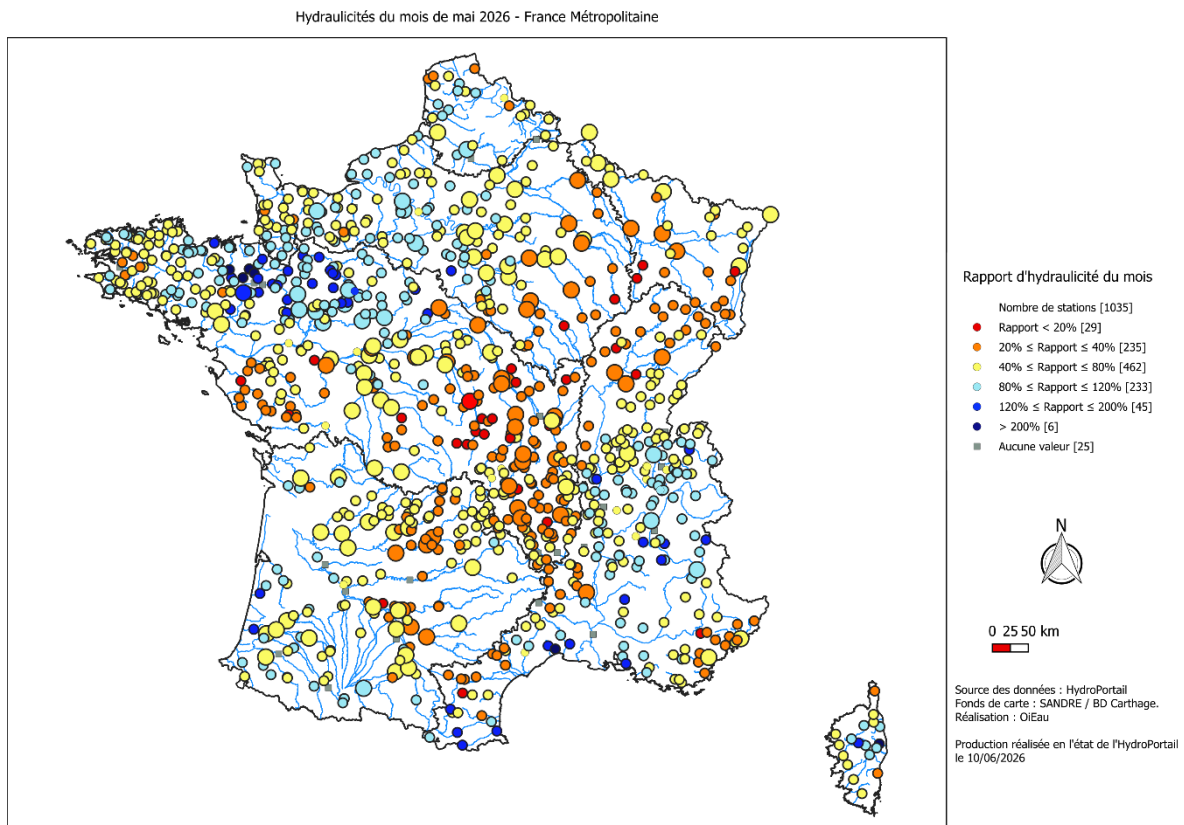 Hydraulicités du mois de mai 2026 - France Métropolitaine
Rapport d'hydraulicité du mois
Nombre de stations [1035]
Rapport < 20% [29]
20% ≤ Rapport ≤ 40% [235]
40% ≤ Rapport ≤ 80% [462]
80% ≤ Rapport ≤ 120% [233]
120% ≤ Rapport ≤ 200% [45]
> 200% [6]
Aucune valeur [25]
N
0 25 50 km
Source des données : HydroPortail
Fonds de carte : SANDRE / BD Carthage.
Réalisation : OiEau
Production réalisée en l'état de l'HydroPortail
le 10/06/2026